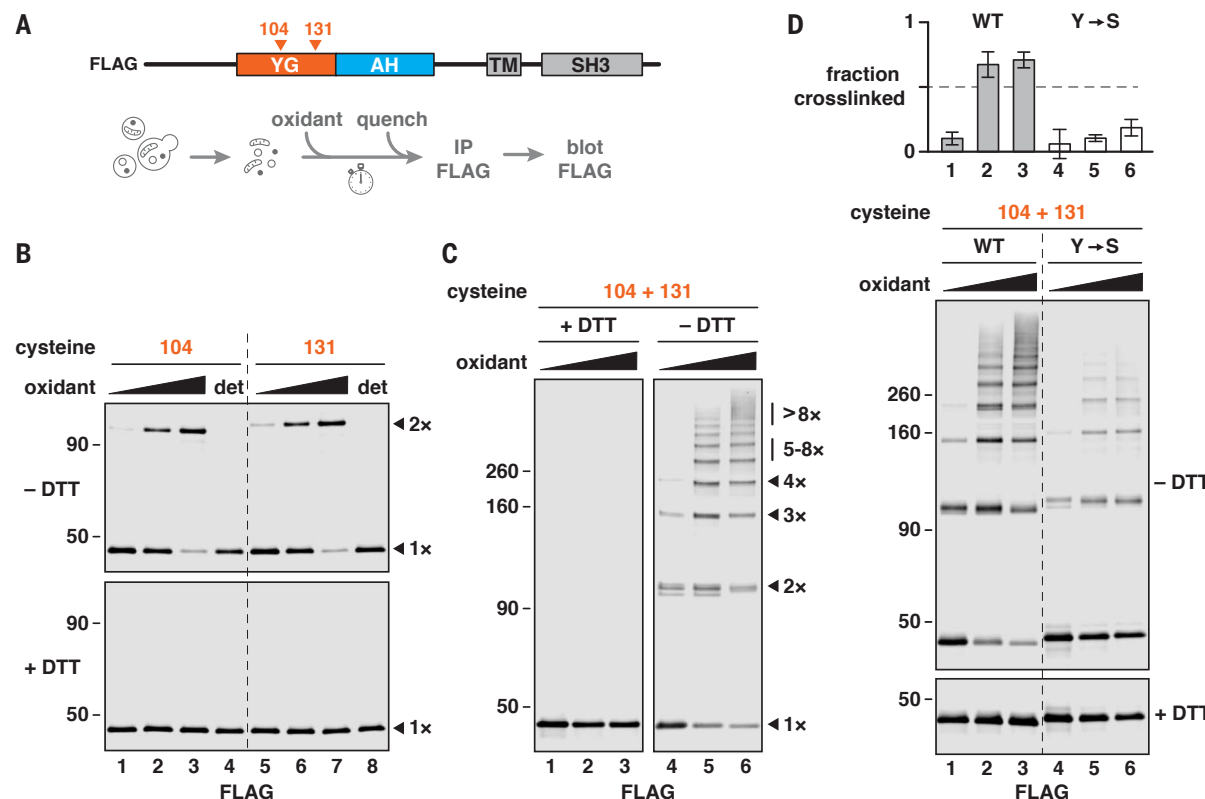 A
104 131
FLAG YG AH TM SH3
oxidant quench
IP FLAG
blot FLAG
B
cysteine 104 131
oxidant det det
90
2×
– DTT
50
1×
90
+ DTT
50
1×
1 2 3 4 5 6 7 8
FLAG
C
cysteine 104 + 131
+ DTT – DTT
oxidant
>8×
5-8×
260
4×
160
3×
2×
90
50
1×
1 2 3 4 5 6
FLAG
D
1 WT Y→S
fraction crosslinked
0
1 2 3 4 5 6
cysteine 104 + 131
WT Y→S
oxidant
260
160
– DTT
90
50
50
+ DTT
1 2 3 4 5 6
FLAG